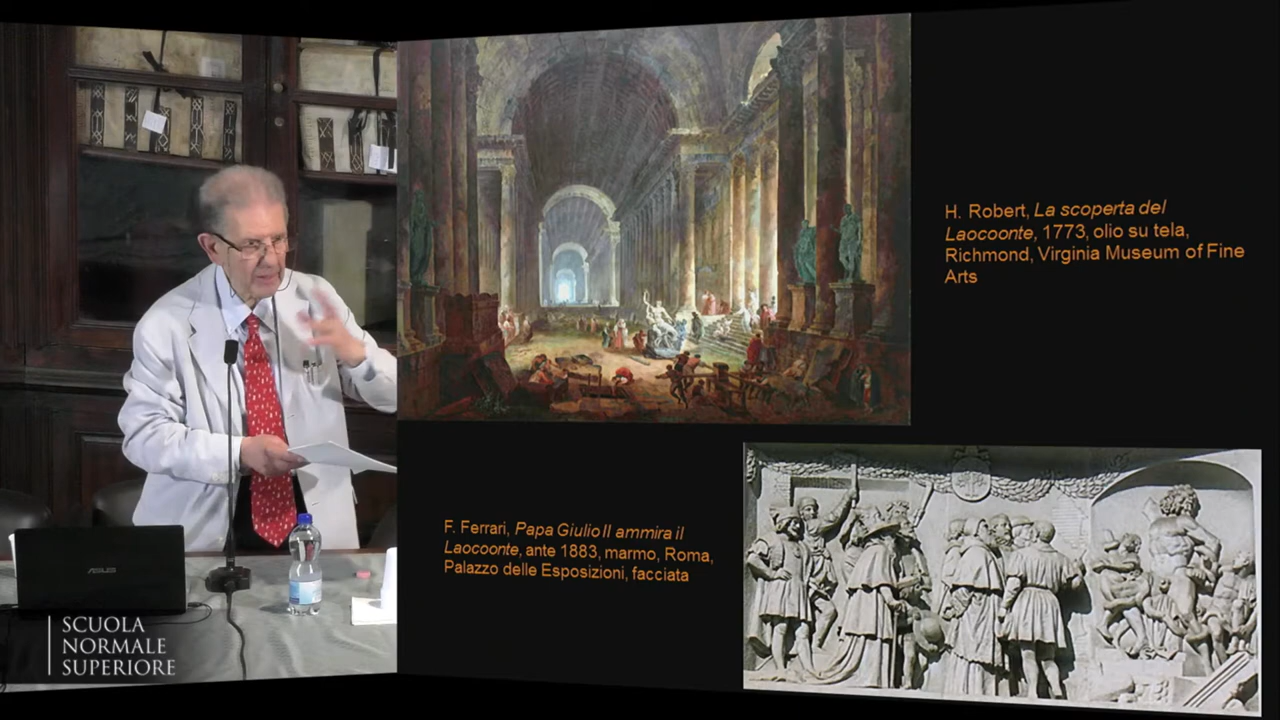 H. Robert, La scoperta del
Laocoonte, 1773, olio su tela,
Richmond, Virginia Museum of Fine
Arts
F. Ferrari, Papa Giulio II ammira il
Laocoonte, ante 1883, marmo, Roma,
Palazzo delle Esposizioni, facciata
ASUS
SCUOLA
NORMALE
SUPERIORE